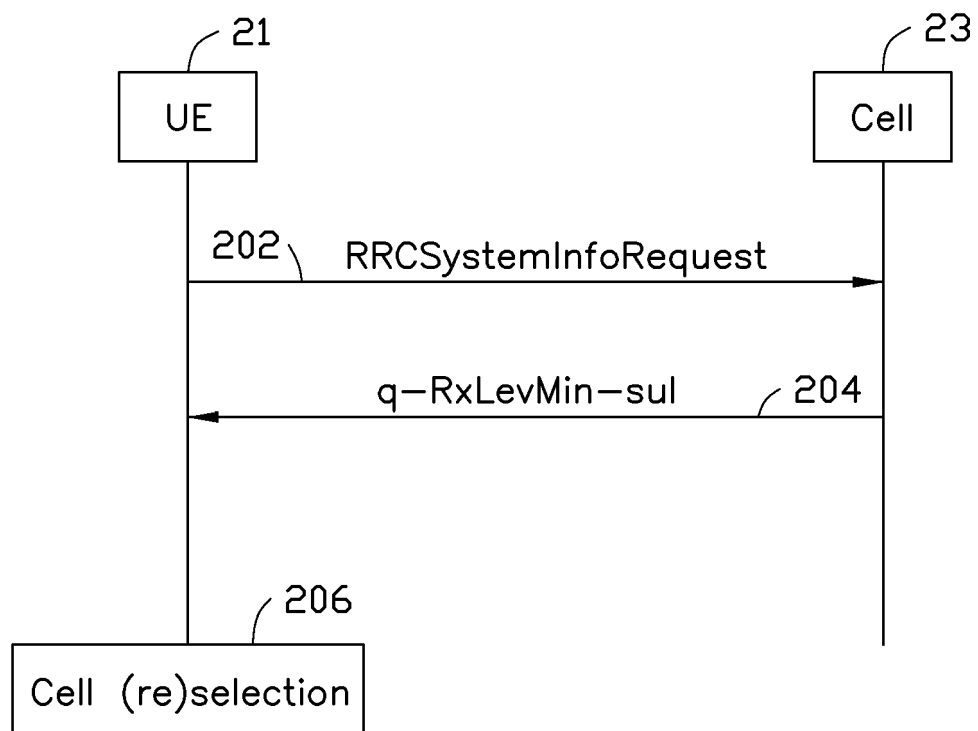 21
23
UE
Cell
202
RRCSystemInfoRequest
q-RxLevMin-sul
204
206
Cell (re)selection